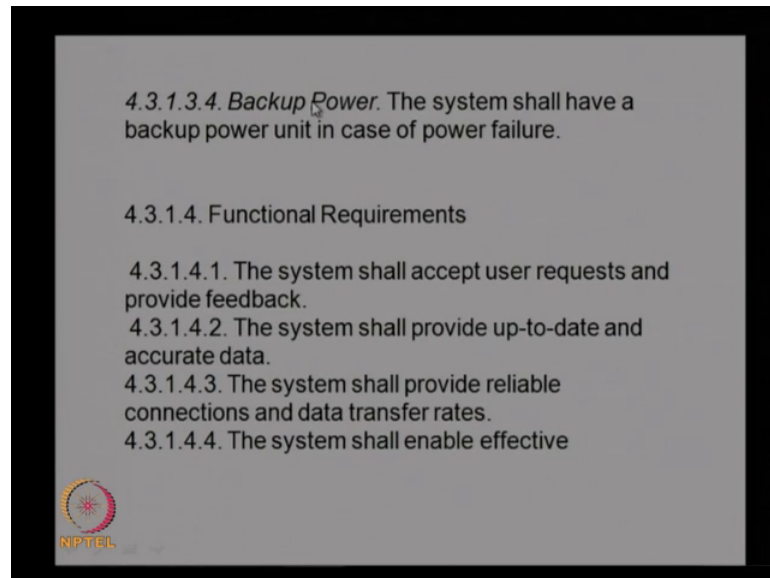 4.3.1.3.4. Backup Power. The system shall have a
backup power unit in case of power failure.
4.3.1.4. Functional Requirements
4.3.1.4.1. The system shall accept user requests and
provide feedback.
4.3.1.4.2. The system shall provide up-to-date and
accurate data.
4.3.1.4.3. The system shall provide reliable
connections and data transfer rates.
4.3.1.4.4. The system shall enable effective
NPTEL